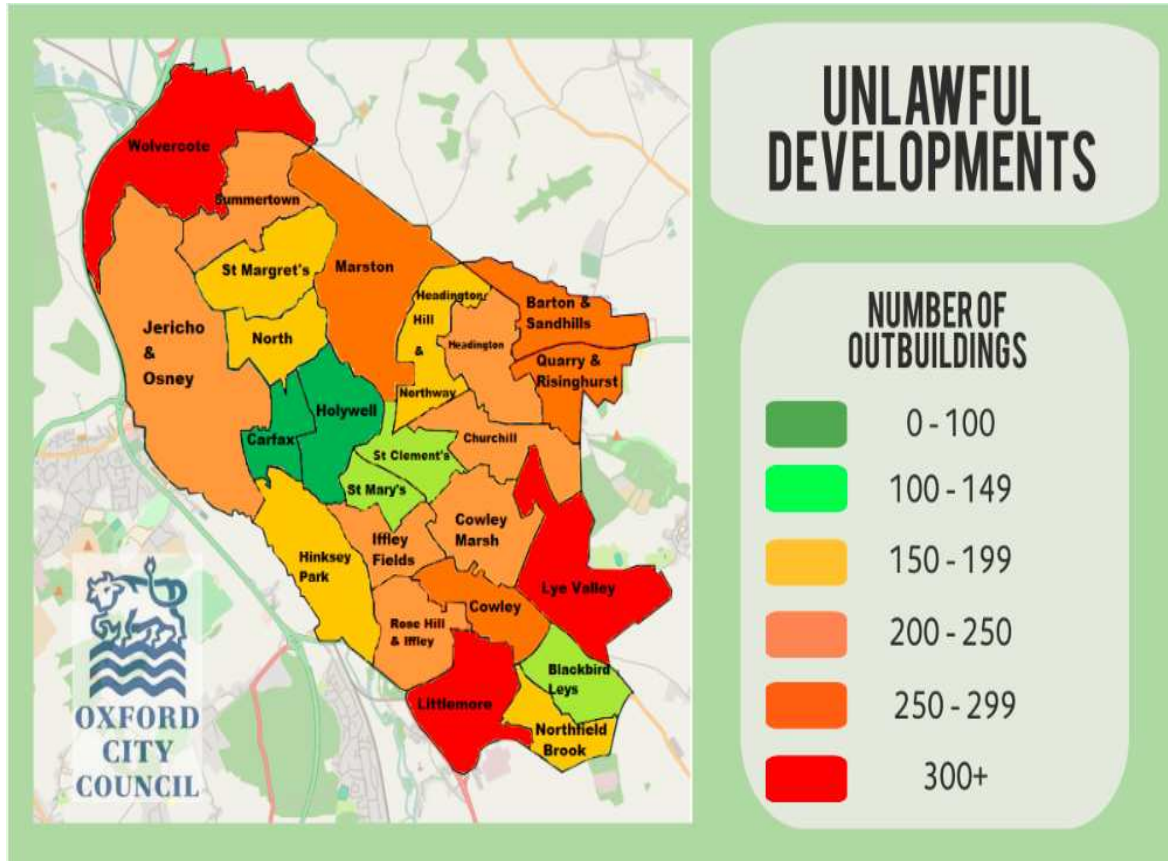 UNLAWFUL
DEVELOPMENTS
Wolvercote
Summertown
St Margret's
Marston
Headington
Hill
&
Northway
Barton &
Sandhills
North
Jericho
&
Osney
Headington
Quarry &
Risinghurst
Holywell
Carfax
Churchill
St Clement's
St Mary's
Cowley
Marsh
Iffley
Fields
Hinksey
Park
Lye Valley
Cowley
Rose Hill
& Iffley
Blackbird
Leys
Littlemore
Northfield
Brook
OXFORD
CITY
COUNCIL
NUMBER OF
OUTBUILDINGS
0 - 100
100 - 149
150 - 199
200 - 250
250 - 299
300+